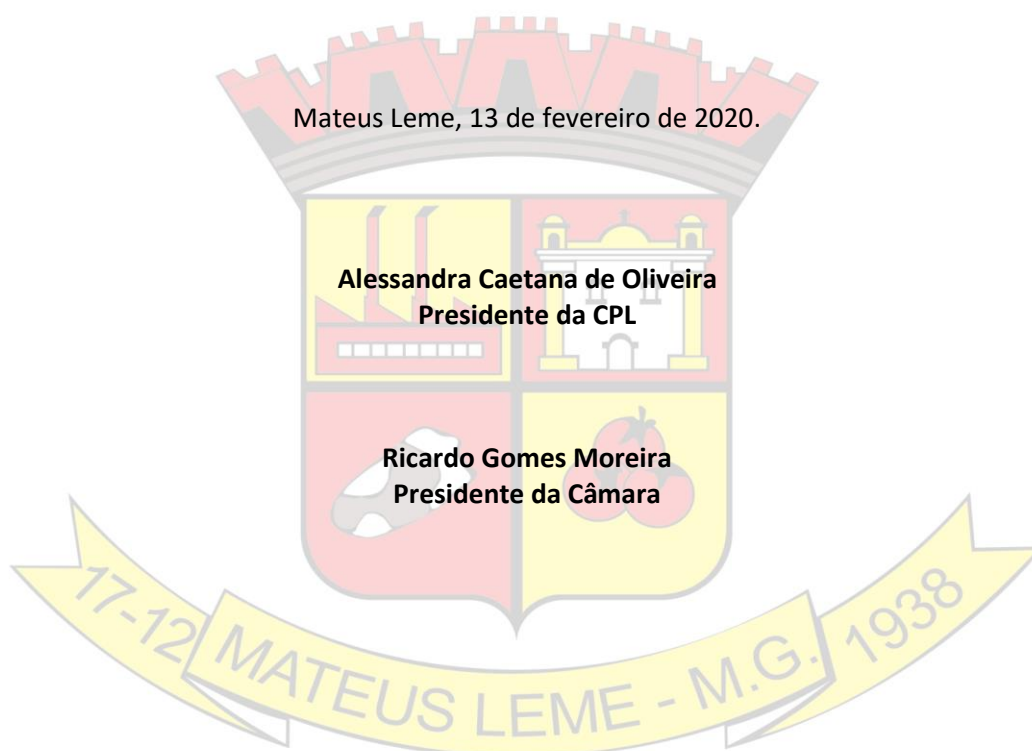 Mateus Leme, 13 de fevereiro de 2020.
Alessandra Caetana de Oliveira
Presidente da CPL
Ricardo Gomes Moreira
Presidente da Câmara
17-12 MATEUS LEME - M.G. 1938